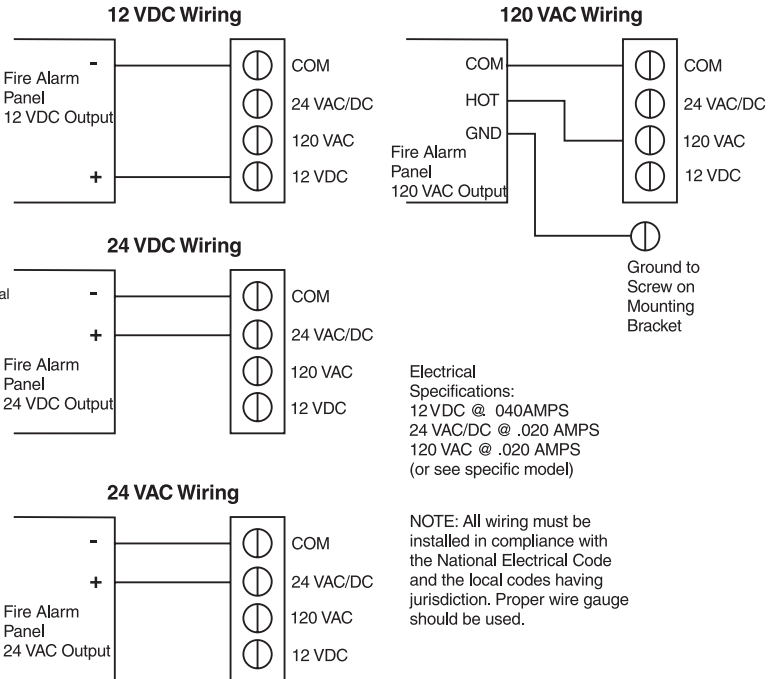 12 VDC Wiring
-
Fire Alarm
Panel
12 VDC Output
+
COM
24 VAC/DC
120 VAC
12 VDC
120 VAC Wiring
COM
HOT
GND
Fire Alarm
Panel
120 VAC Output
COM
24 VAC/DC
120 VAC
12 VDC
Ground to
Screw on
Mounting
Bracket
24 VDC Wiring
al
-
+
Fire Alarm
Panel
24 VDC Output
COM
24 VAC/DC
120 VAC
12 VDC
Electrical
Specifications:
12VDC @ 040AMPS
24 VAC/DC @ .020 AMPS
120 VAC @ .020 AMPS
(or see specific model)
24 VAC Wiring
-
+
Fire Alarm
Panel
24 VAC Output
COM
24 VAC/DC
120 VAC
12 VDC
NOTE: All wiring must be
installed in compliance with
the National Electrical Code
and the local codes having
jurisdiction. Proper wire gauge
should be used.